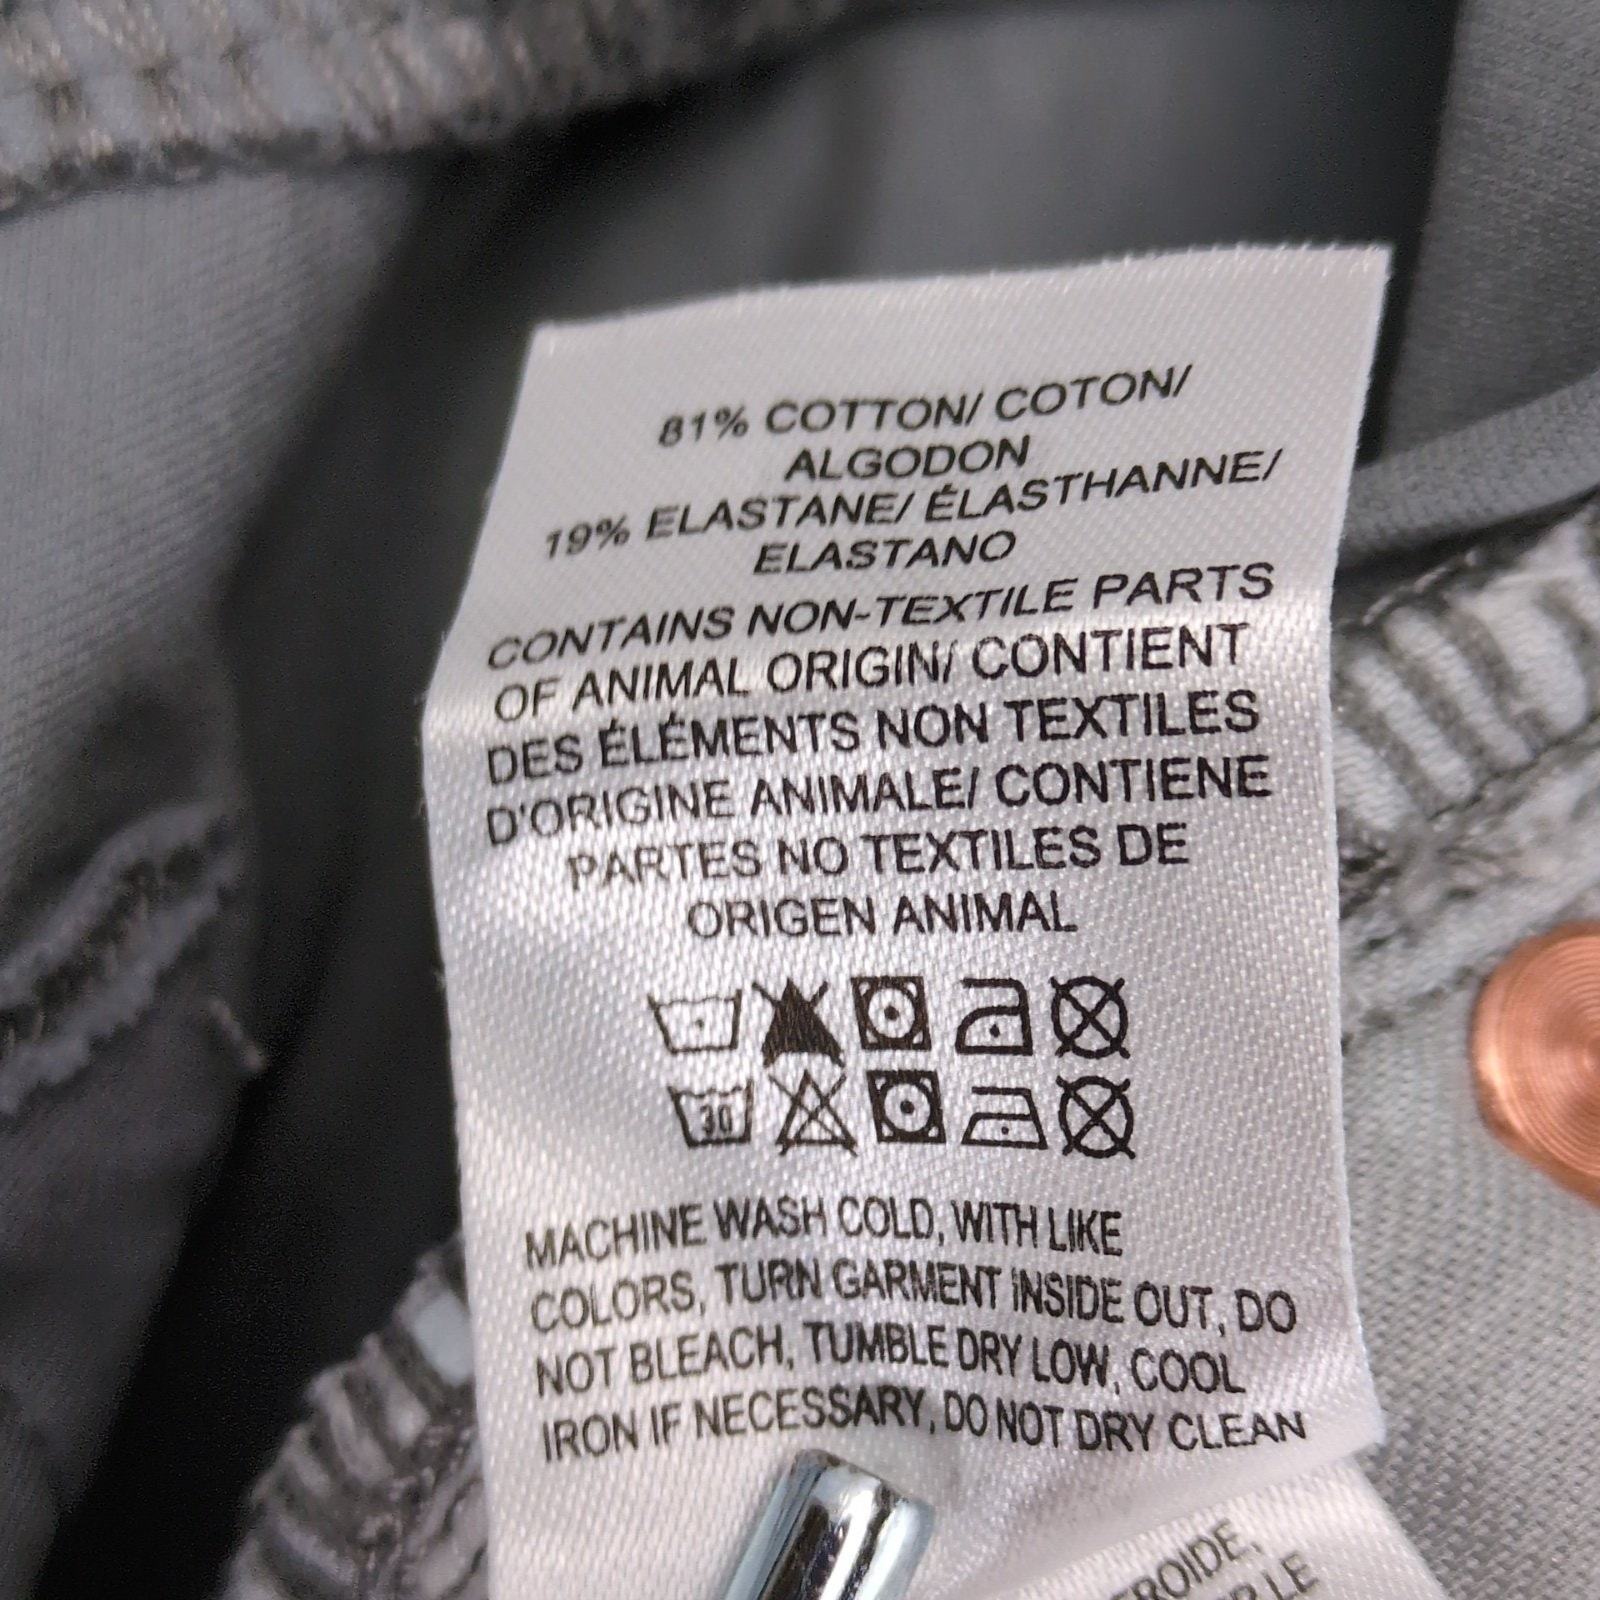 81% COTTON/ COTON/
ALGODON
19% ELASTANE/ ÉLASTHANNE/
ELASTANO
CONTAINS NON-TEXTILE PARTS
OF ANIMAL ORIGIN/ CONTIENT
DES ÉLÉMENTS NON TEXTILES
D'ORIGINE ANIMALE/ CONTIENE
PARTES NO TEXTILES DE
ORIGEN ANIMAL
30
MACHINE WASH COLD, WITH LIKE
COLORS, TURN GARMENT INSIDE OUT, DO
NOT BLEACH, TUMBLE DRY LOW, COOL
IRON IF NECESSARY, DO NOT DRY CLEAN
LE